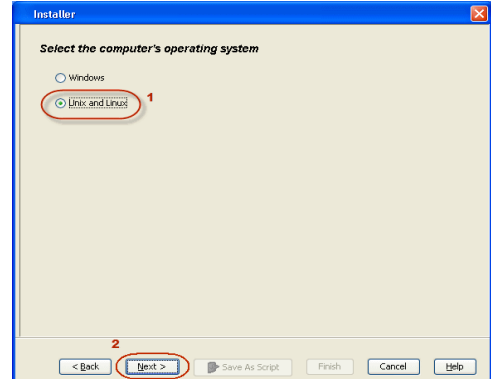 Installer
Select the computer's operating system
Windows
Unix and Linux
1
2
< Back
Next >
Save As Script
Finish
Cancel
Help